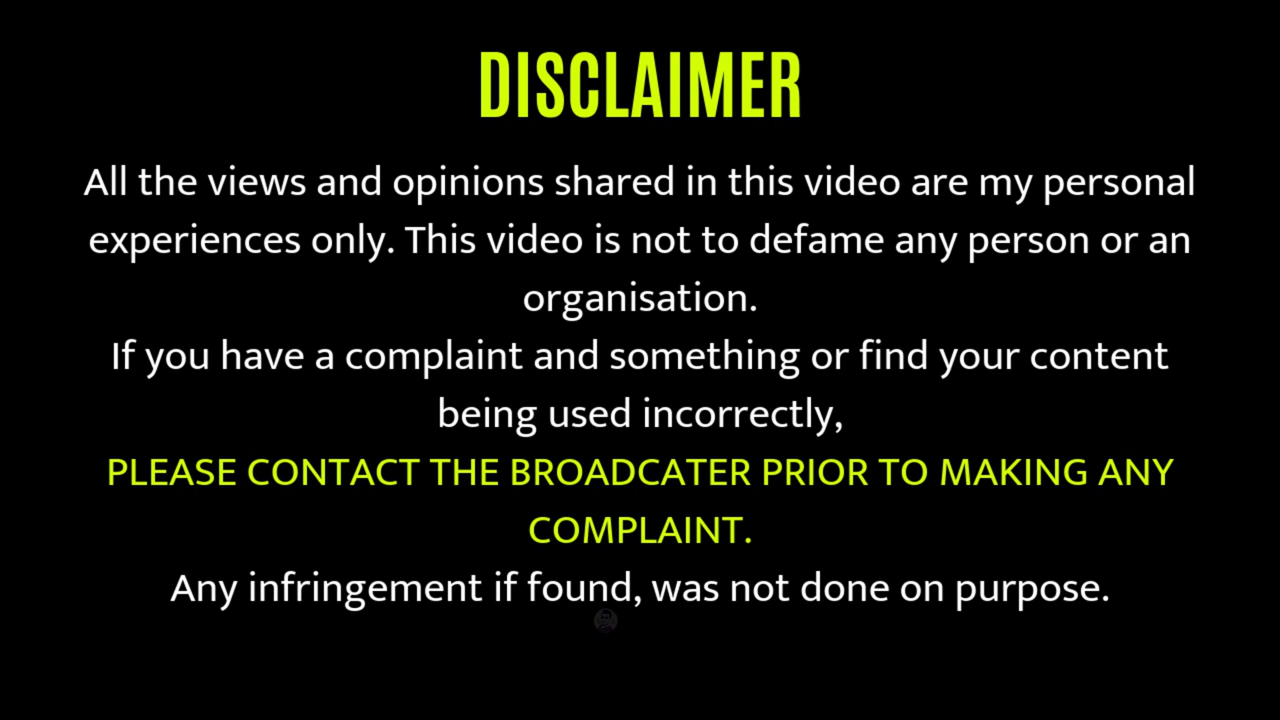 DISCLAIMER
All the views and opinions shared in this video are my personal
experiences only. This video is not to defame any person or an
organisation.
If you have a complaint and something or find your content
being used incorrectly,
PLEASE CONTACT THE BROADCATER PRIOR TO MAKING ANY
COMPLAINT.
Any infringement if found, was not done on purpose.